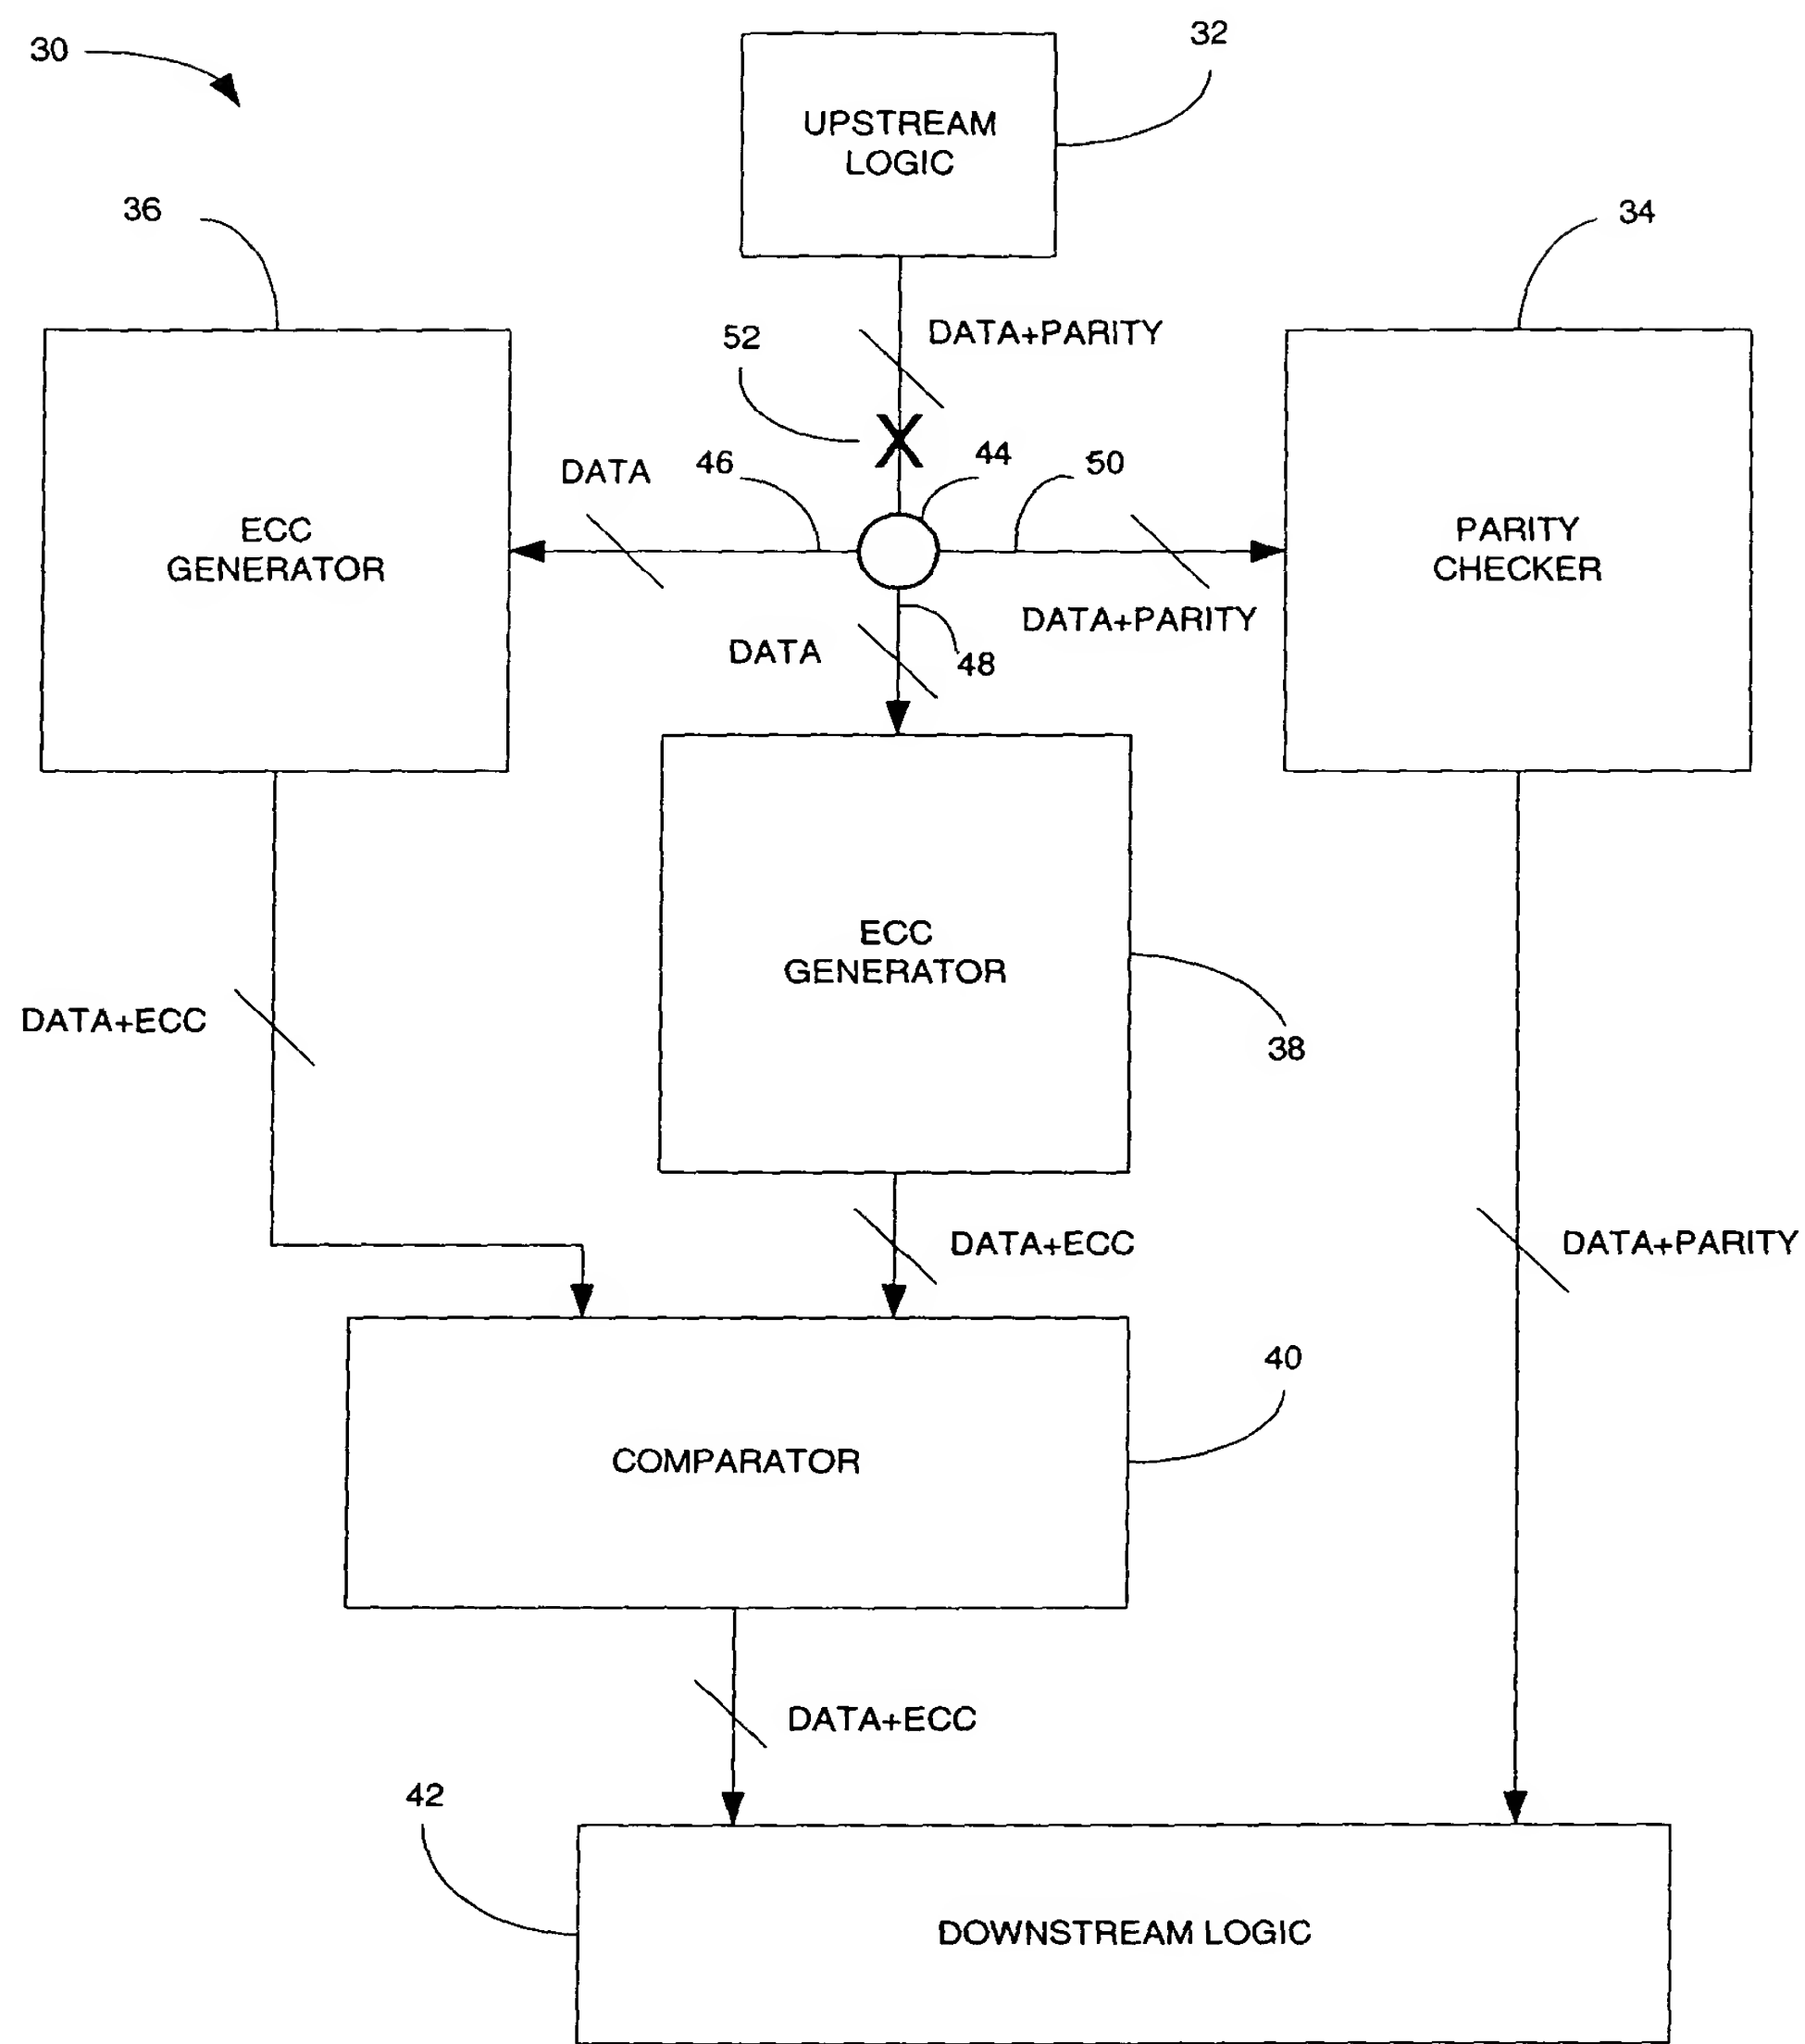 30
32
UPSTREAM
LOGIC
36
34
DATA+PARITY
52
X
44
46
50
DATA
ECC
GENERATOR
PARITY
CHECKER
DATA+PARITY
DATA
48
ECC
GENERATOR
DATA+ECC
38
DATA+ECC
DATA+PARITY
40
COMPARATOR
DATA+ECC
42
DOWNSTREAM LOGIC